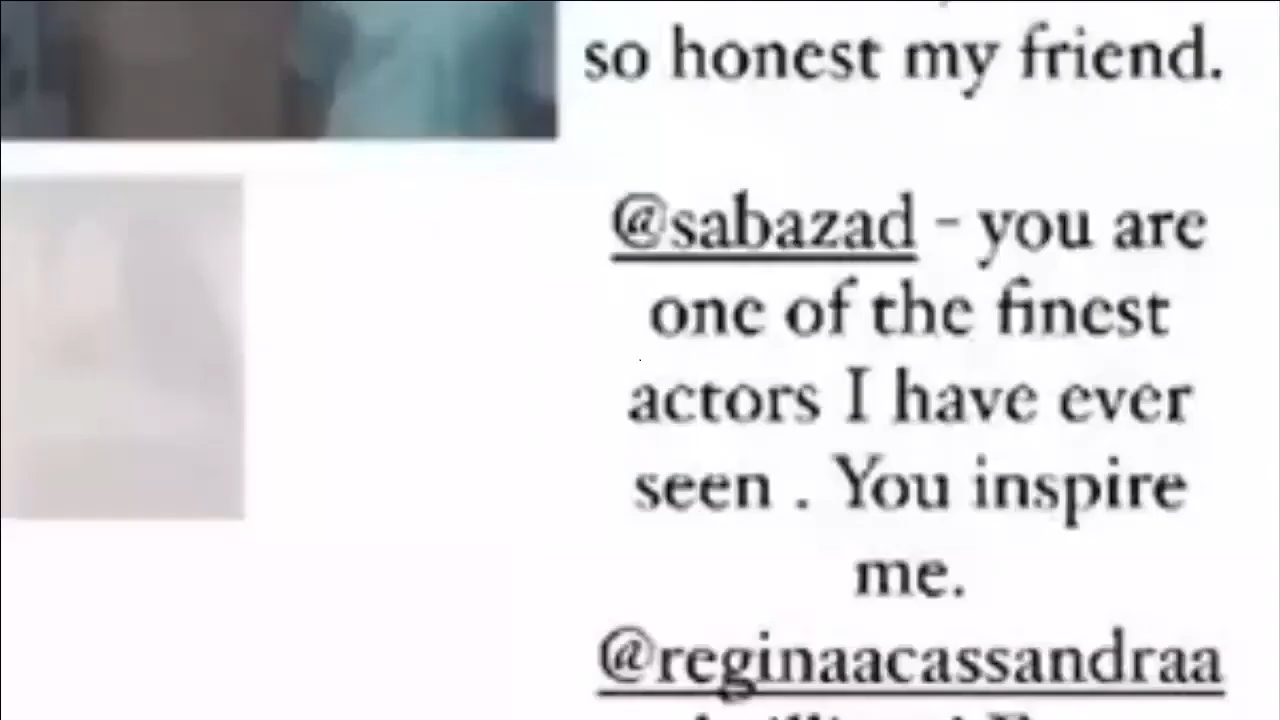 so honest my friend.
@sabazad - you are
one of the finest
actors I have ever
seen . You inspire
me.
@reginaacassandraa